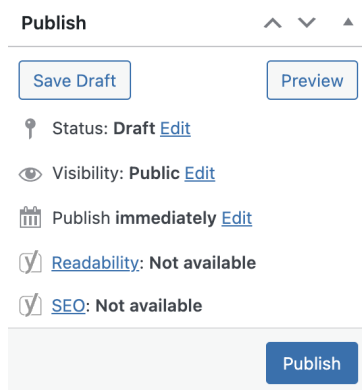 Publish
Save Draft Preview
Status: Draft Edit
Visibility: Public Edit
Publish immediately Edit
Readability: Not available
SEO: Not available
Publish